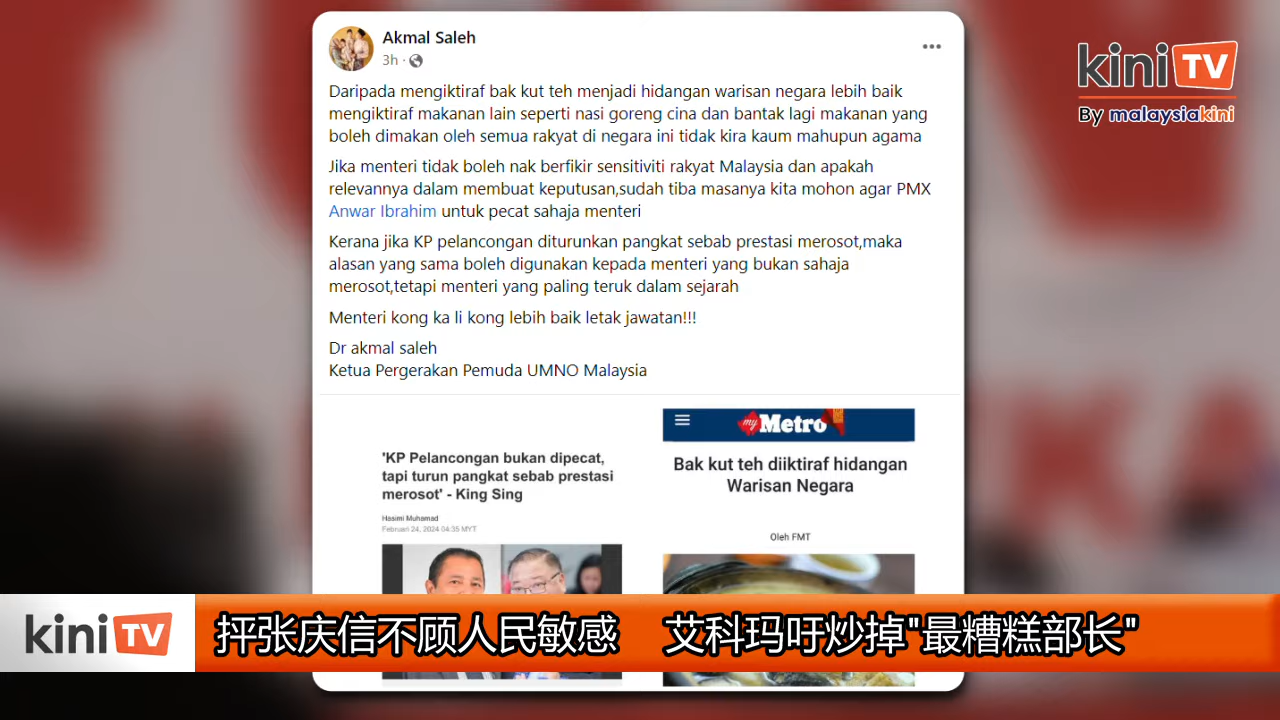 Akmal Saleh
3h ·
Daripada mengiktiraf bak kut teh menjadi hidangan warisan negara lebih baik
mengiktiraf makanan lain seperti nasi goreng cina dan bantak lagi makanan yang
boleh dimakan oleh semua rakyat di negara ini tidak kira kaum mahupun agama
Jika menteri tidak boleh nak berfikir sensitiviti rakyat Malaysia dan apakah
relevannya dalam membuat keputusan,sudah tiba masanya kita mohon agar PMX
Anwar Ibrahim untuk pecat sahaja menteri
Kerana jika KP pelancongan diturunkan pangkat sebab prestasi merosot,maka
alasan yang sama boleh digunakan kepada menteri yang bukan sahaja
merosot,tetapi menteri yang paling teruk dalam sejarah
Menteri kong ka li kong lebih baik letak jawatan!!!
Dr akmal saleh
Ketua Pergerakan Pemuda UMNO Malaysia
kini TV
By malaysiakini
'KP Pelancongan bukan dipecat,
tapi turun pangkat sebab prestasi
merosot' - King Sing
Hasimi Muhamad
Februari 24, 2024 04:35 MYT
my Metro
Bak kut teh diiktiraf hidangan
Warisan Negara
Oleh FMT
kini TV
抨张庆信不顾人民敏感 艾科玛吁炒掉"最糟糕部长"